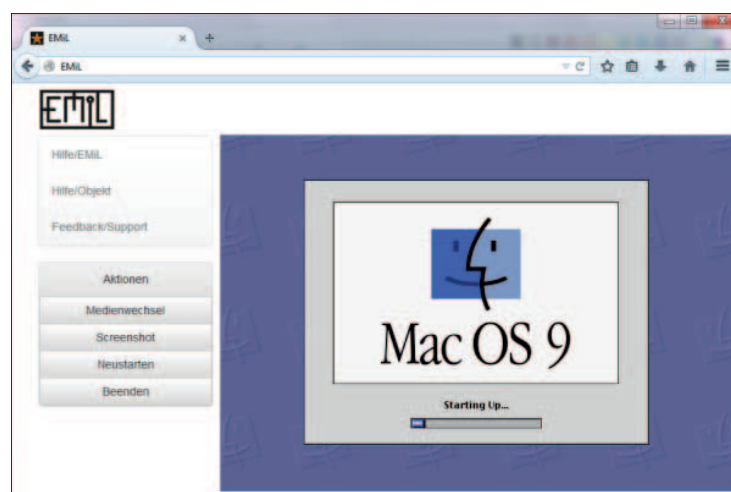 EMiL
EMiL
EMiL
Hilfe/EMiL
Hilfe/Objekt
Feedback/Support
Aktionen
Medienwechsel
Screenshot
Neustarten
Beenden
Mac OS 9
Starting Up...